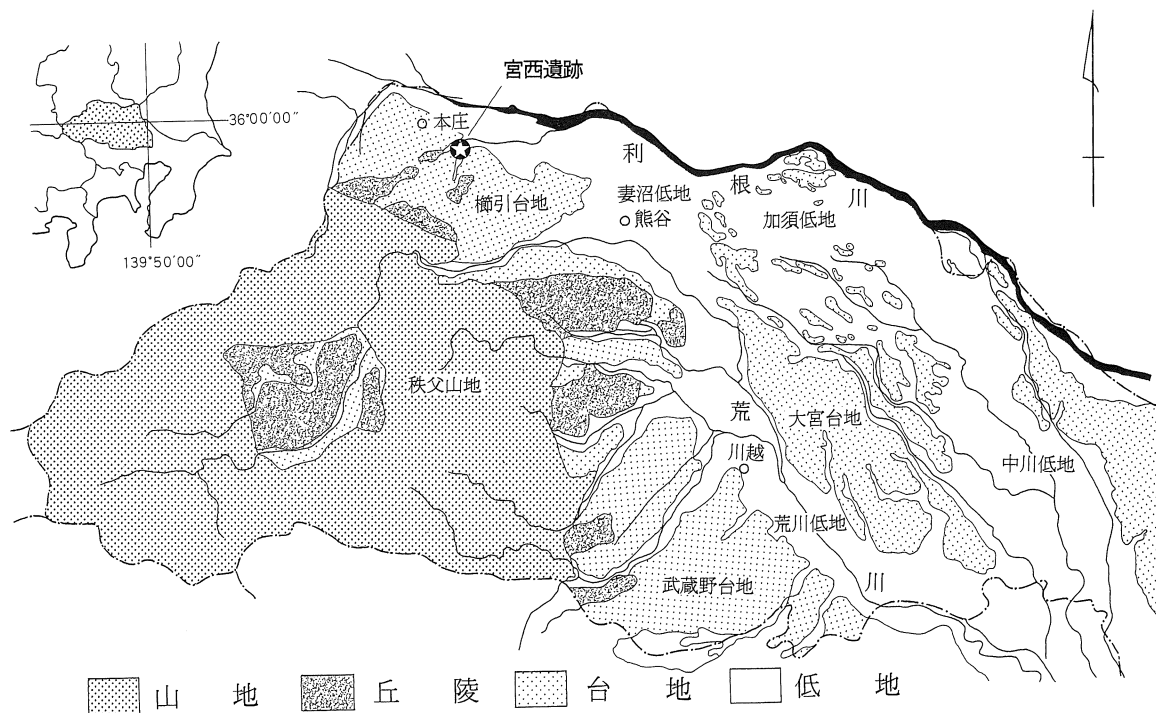 宮西遺跡
36°00′00″
139°50′00″
本庄
利根川
妻沼低地
櫛引台地
熊谷
加須低地
秩父山地
荒川
大宮台地
川越
中川低地
荒川低地
武蔵野台地
山地
丘陵
台地
低地